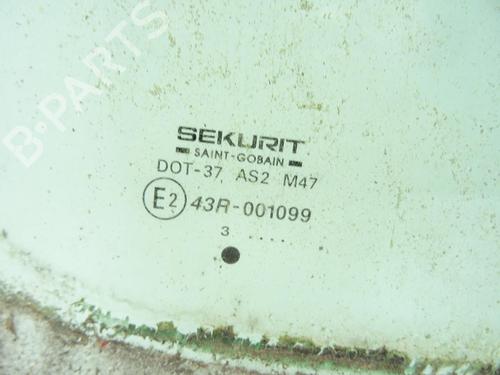 B-PARTS
SEKURIT
SAINT-GOBAIN
DOT-37 AS2 M47
E2 43R-001099
3 ......